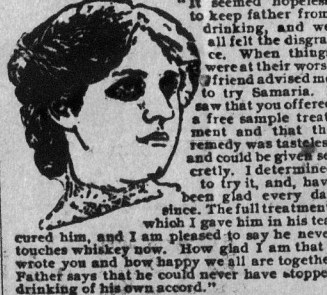 "It seemed hopeless
to keep father from
drinking, and we
all felt the disgra
ce. When things
were at their wors
friend advised me
to try Samaria.
saw that you offered
a free sample treat
ment and that th
remedy was tasteless
and could be given se
cretly. I determined
to try it, and, have
been glad every day
since. The full treatment
which I gave him in his tea
cured him, and I am pleased to say he never
touches whiskey now. How glad I am that I
wrote you and how happy we all are together
Father says that he could never have stopped
drinking of his own accord."